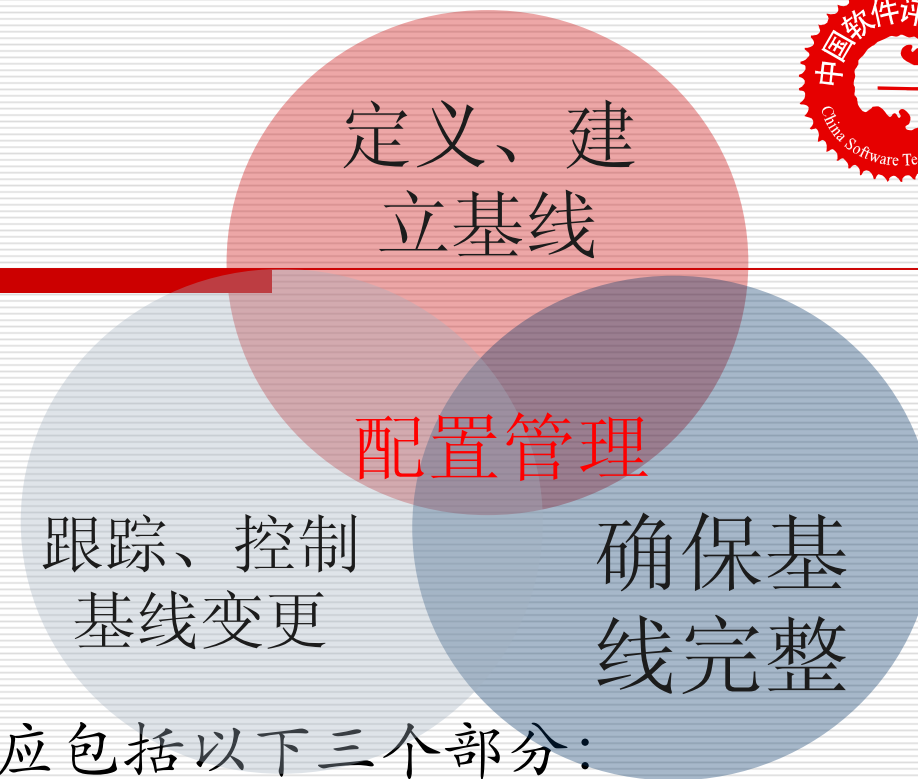 中国软件评
China Software Te
定义、建
立基线
配置管理
跟踪、控制
基线变更
确保基
线完整
应包括以下三个部分：